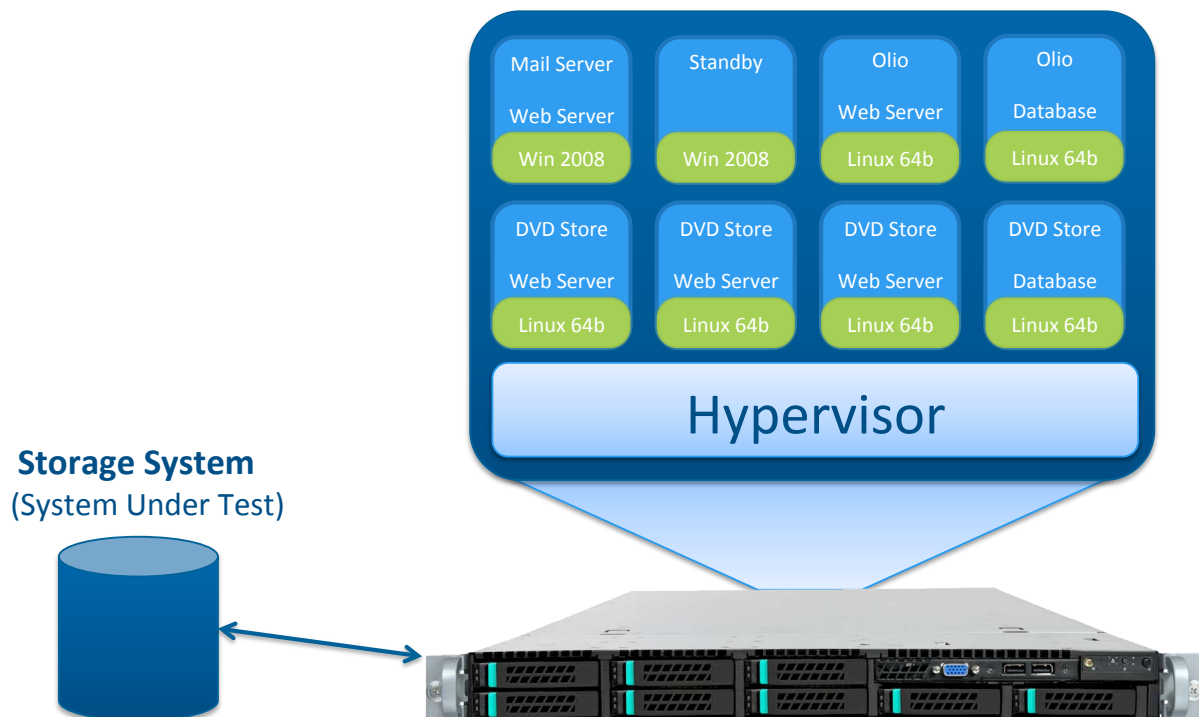 Mail Server
Web Server
Win 2008
Standby
Win 2008
Olio
Web Server
Linux 64b
Olio
Database
Linux 64b
DVD Store
Web Server
Linux 64b
DVD Store
Web Server
Linux 64b
DVD Store
Web Server
Linux 64b
DVD Store
Database
Linux 64b
Hypervisor
Storage System
(System Under Test)